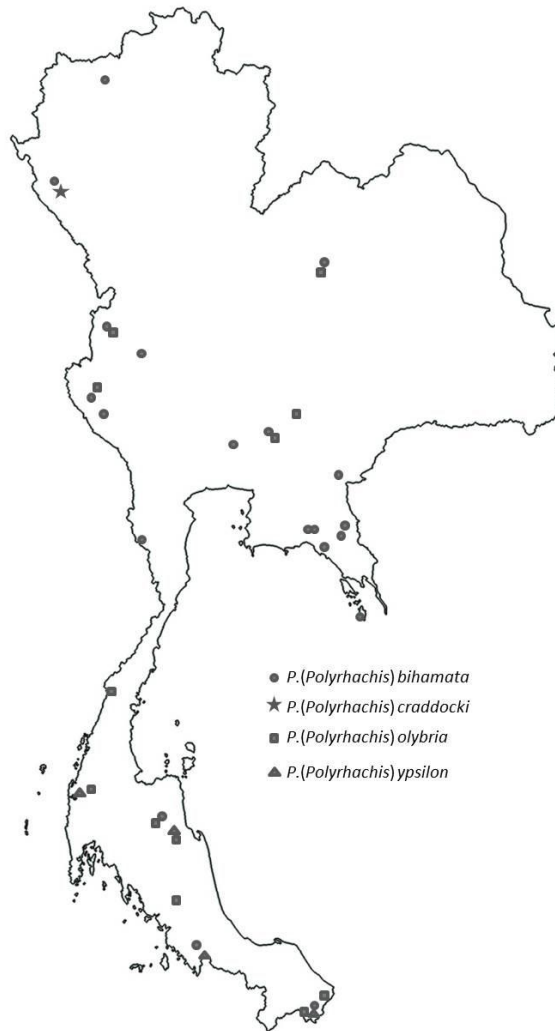 P.(Polyrhachis) bihamata
P.(Polyrhachis) craddocki
P.(Polyrhachis) olybria
P.(Polyrhachis) ypsilon